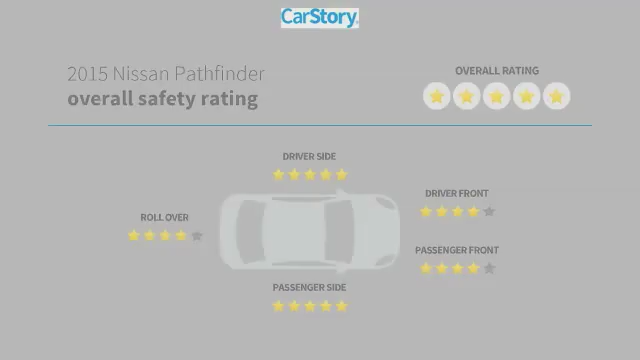 CarStory
2015 Nissan Pathfinder
overall safety rating
OVERALL RATING
DRIVER SIDE
DRIVER FRONT
ROLL OVER
PASSENGER FRONT
PASSENGER SIDE